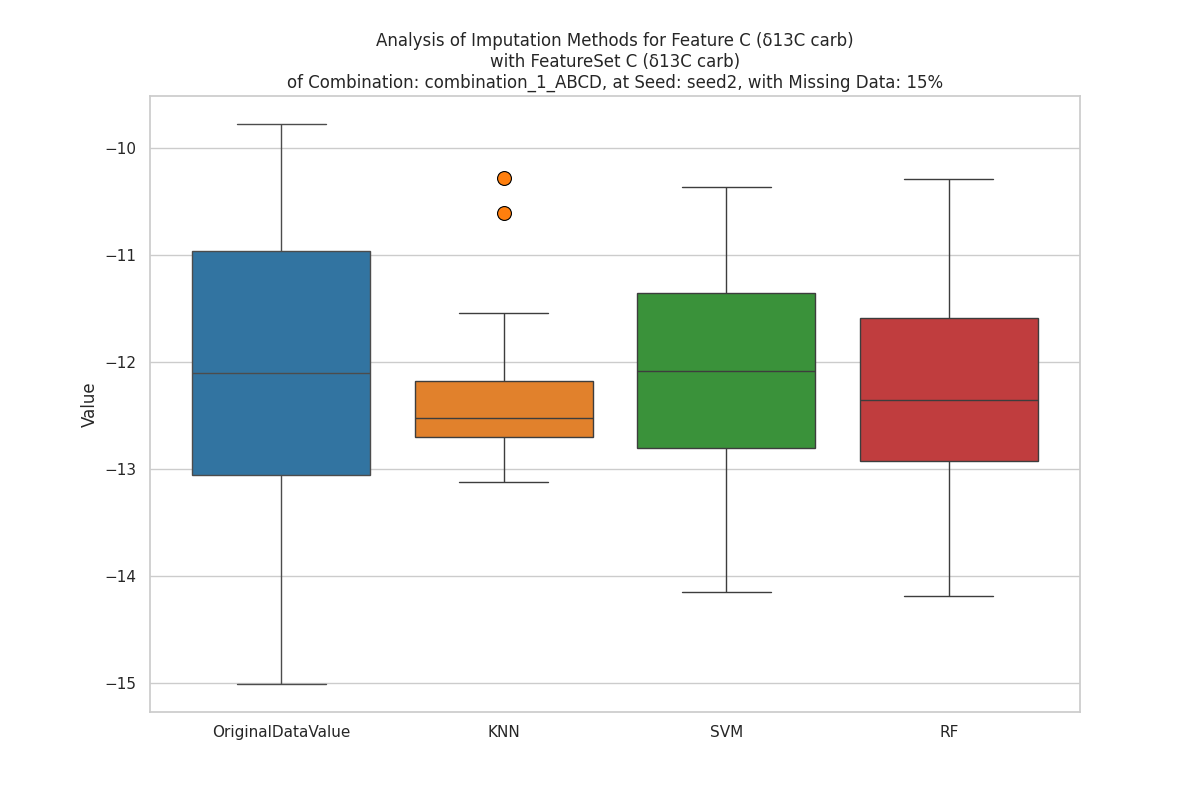 Analysis of Imputation Methods for Feature C (δ13C carb)
with FeatureSet C (δ13C carb)
of Combination: combination_1_ABCD, at Seed: seed2, with Missing Data: 15%
Value
−10
−11
−12
−13
−14
−15
OriginalDataValue
KNN
SVM
RF